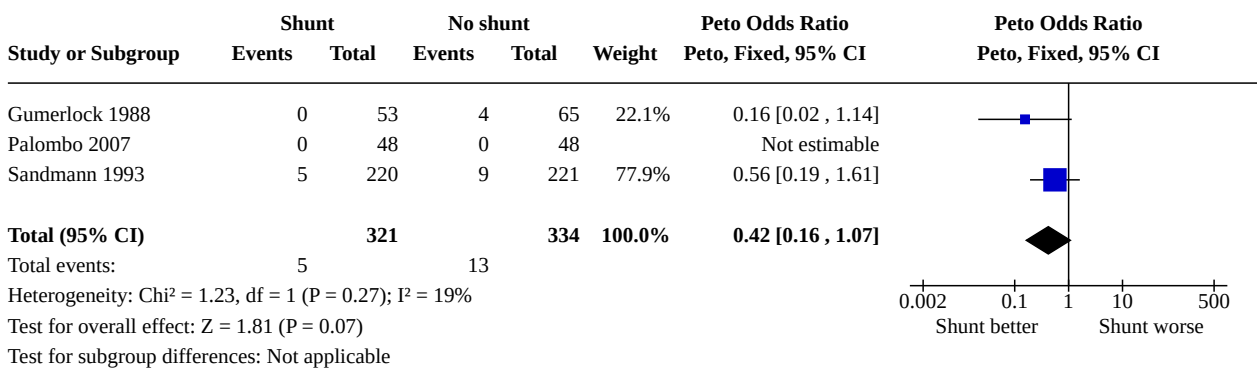 Shunt No shunt Peto Odds Ratio Peto Odds Ratio
Study or Subgroup Events Total Events Total Weight Peto, Fixed, 95% CI Peto, Fixed, 95% CI
Gumerlock 1988 0 53 4 65 22.1% 0.16 [0.02 , 1.14]
Palombo 2007 0 48 0 48 Not estimable
Sandmann 1993 5 220 9 221 77.9% 0.56 [0.19 , 1.61]
Total (95% CI) 321 334 100.0% 0.42 [0.16 , 1.07]
Total events: 5 13
Heterogeneity: Chi² = 1.23, df = 1 (P = 0.27); I² = 19%
0.002 0.1 1 10 500
Test for overall effect: Z = 1.81 (P = 0.07)
Shunt better Shunt worse
Test for subgroup differences: Not applicable